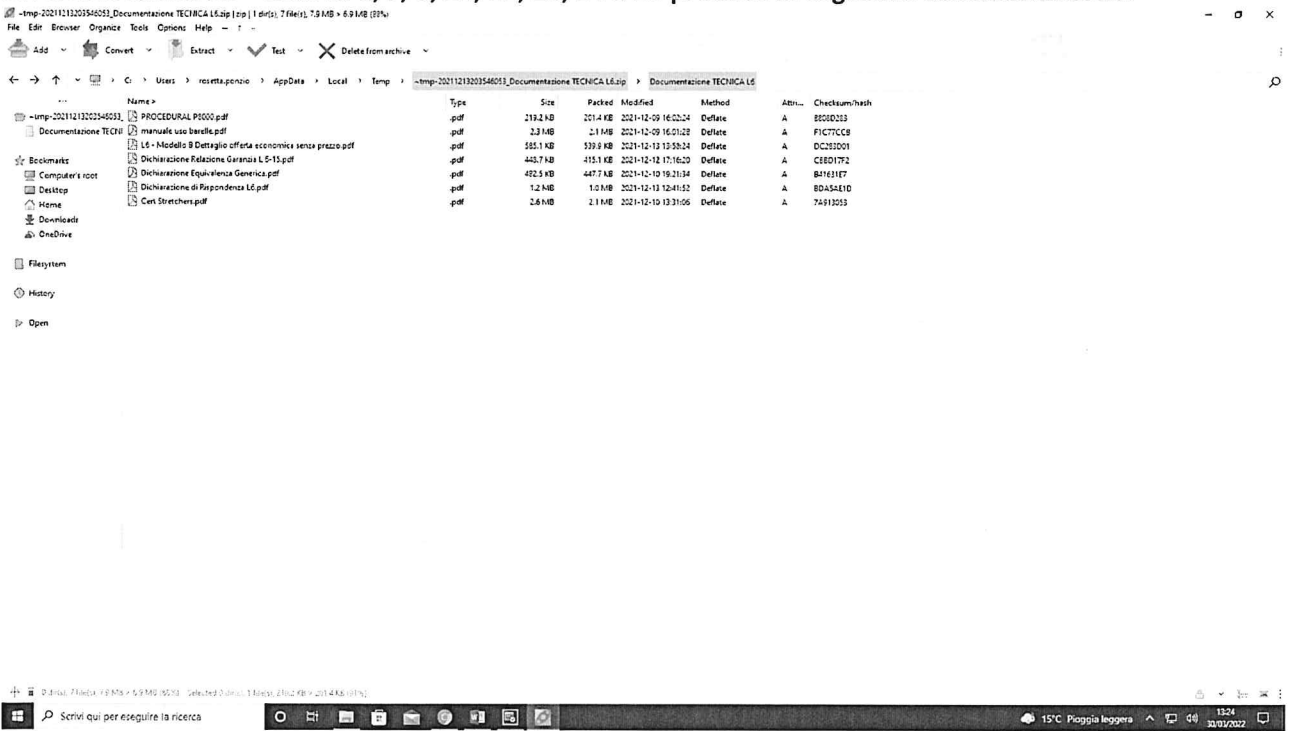 ~tmp-20211213203546053_Documentazione TECNICA L6.zip | zip | 1 dir(s), 7 file(s), 7.9 MB > 6.9 MB (88%)
File Edit Browser Organize Tools Options Help
Add Convert Extract Test Delete from archive
C: > Users > rosetta.ponzio > AppData > Local > Temp > ~tmp-20211213203546053_Documentazione TECNICA L6.zip > Documentazione TECNICA L6
... Name > Type Size Packed Modified Method Attri... Checksum/hash
~tmp-20211213203546053_ PROCEDURAL P8000.pdf .pdf 219.2 KB 201.4 KB 2021-12-09 16:02:24 Deflate A
Documentazione TECNI manuale uso barelle.pdf .pdf 2.3 MB 2.1 MB 2021-12-09 16:01:28 Deflate A F1C77CC8
L6 - Modello B Dettaglio offerta economica senza prezzo.pdf .pdf 585.1 KB 539.9 KB 2021-12-13 13:55:24 Deflate A DC283D01
Bookmarks Dichiarazione Relazione Garanzia L 6-15.pdf .pdf 445.7 KB 415.1 KB 2021-12-12 17:16:20 Deflate A C88D17F2
Computer's root Dichiarazione Equivalenza Generica.pdf .pdf 482.5 KB 447.7 KB 2021-12-10 19:21:34 Deflate A B41631E7
Desktop Dichiarazione di Rispondenza L6.pdf .pdf 1.2 MB 1.0 MB 2021-12-13 12:41:52 Deflate A BDA5AE1D
Home Cert Stretchers.pdf .pdf 2.6 MB 2.1 MB 2021-12-10 13:31:06 Deflate A 7A913053
Downloads
OneDrive
Filesystem
History
Open
Scrivi qui per eseguire la ricerca
15°C Pioggia leggera 13:24
30/03/2022